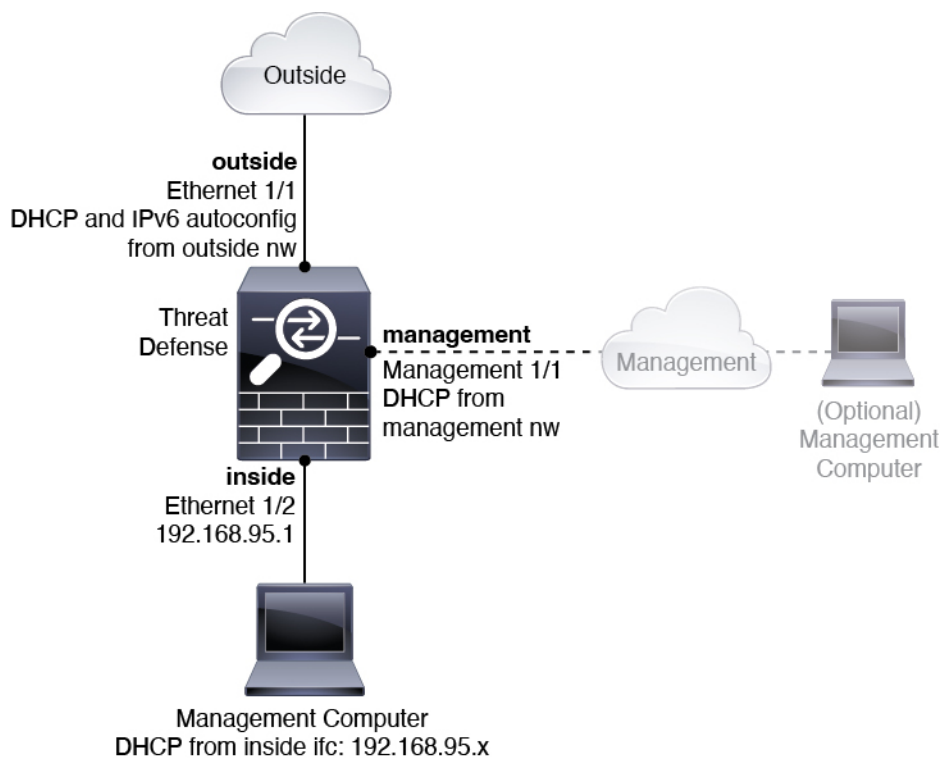 Outside
outside
Ethernet 1/1
DHCP and IPv6 autoconfig
from outside nw
Threat
Defense
management
Management 1/1
DHCP from
management nw
Management
(Optional)
Management
Computer
inside
Ethernet 1/2
192.168.95.1
Management Computer
DHCP from inside ifc: 192.168.95.x